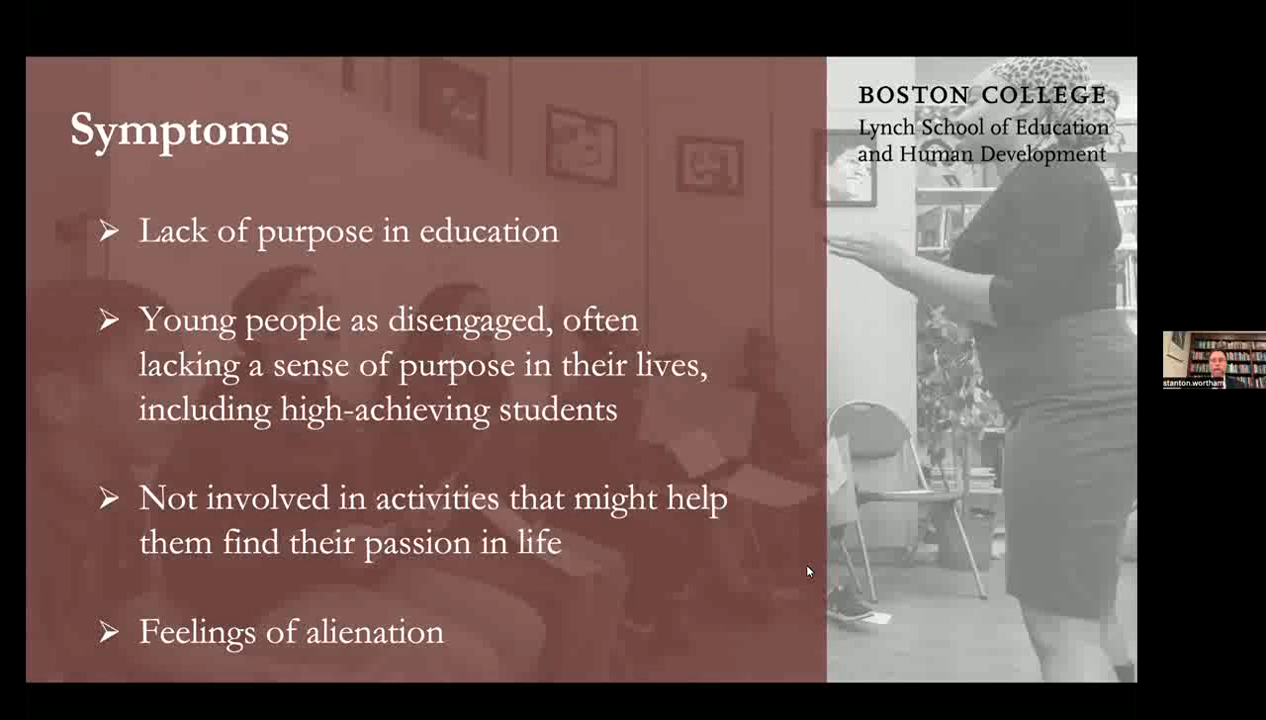 Symptoms
Lack of purpose in education
Young people as disengaged, often
lacking a sense of purpose in their lives,
including high-achieving students
Not involved in activities that might help
them find their passion in life
Feelings of alienation
BOSTON COLLEGE
Lynch School of Education
and Human Development
stanton.wortham